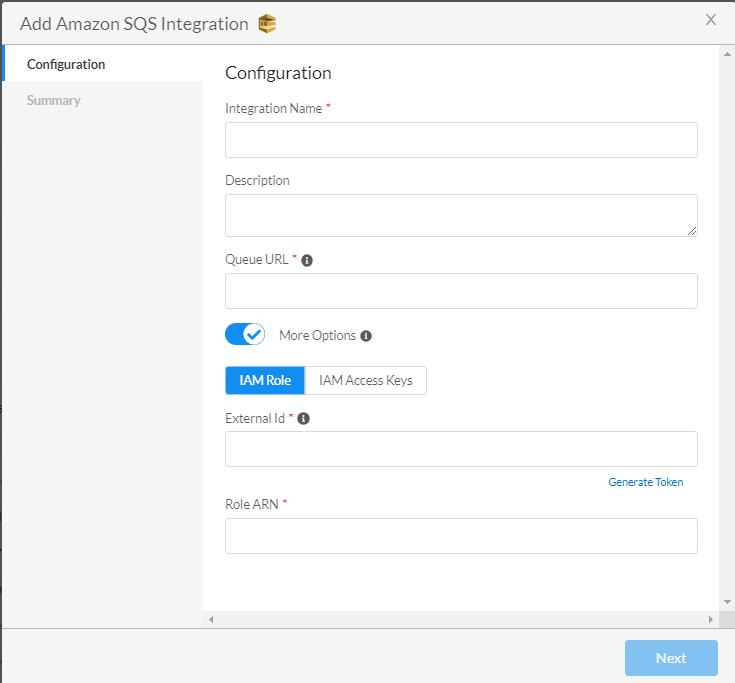 Add Amazon SQS Integration
X
Configuration
Summary
Configuration
Integration Name *
Description
Queue URL *
More Options
IAM Role
IAM Access Keys
External Id *
Generate Token
Role ARN *
Next